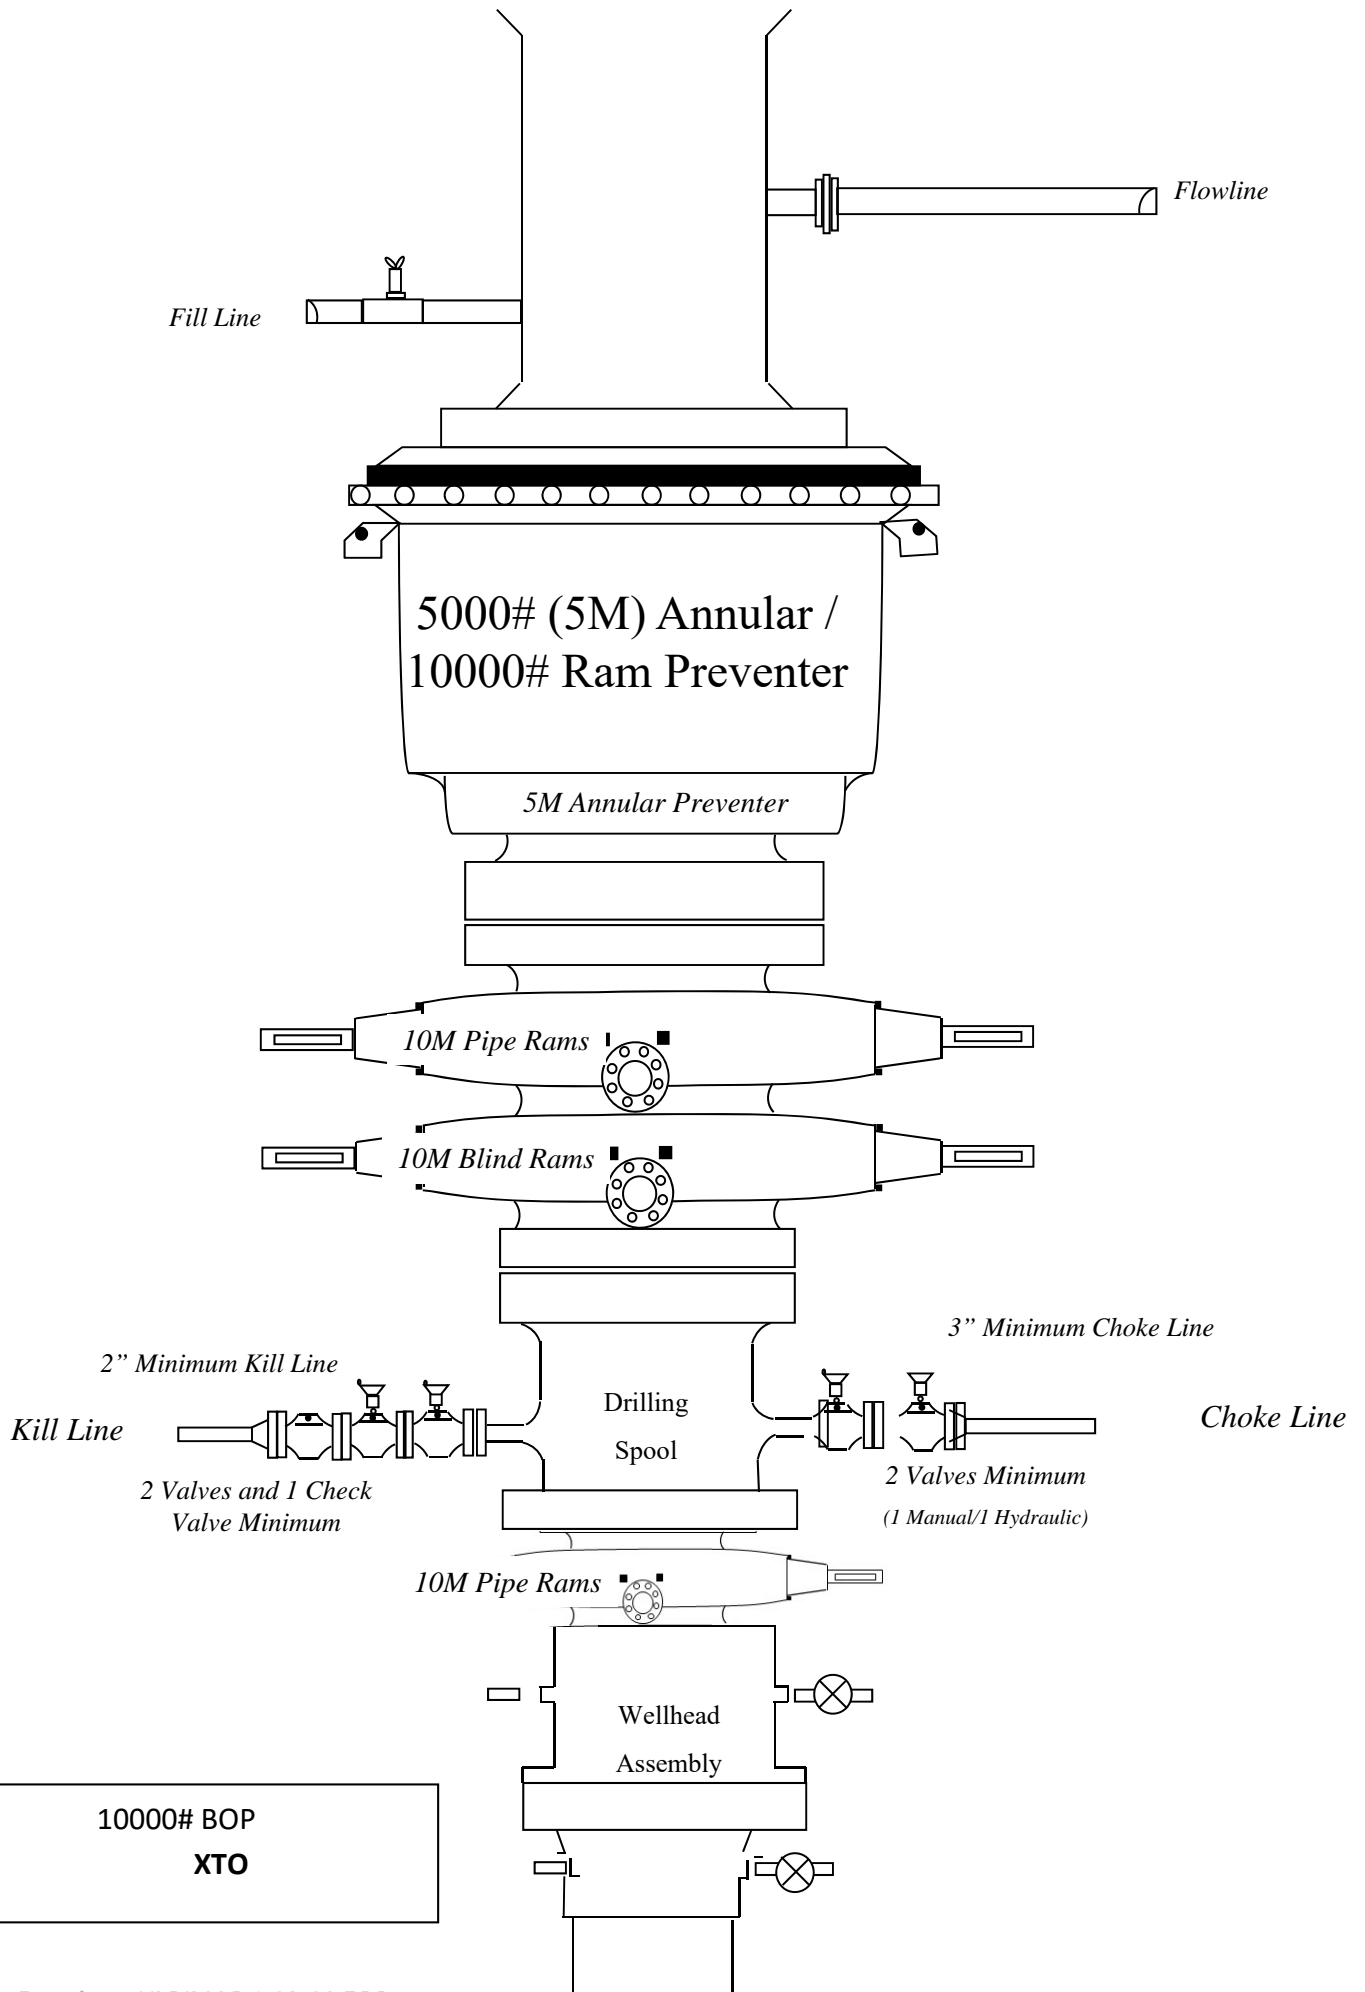 Flowline
Fill Line
5000# (5M) Annular /
10000# Ram Preventer
5M Annular Preventer
10M Pipe Rams
10M Blind Rams
3” Minimum Choke Line
2” Minimum Kill Line
Drilling
Spool
Kill Line
Choke Line
2 Valves and 1 Check
Valve Minimum
2 Valves Minimum
(1 Manual/1 Hydraulic)
10M Pipe Rams
Wellhead
Assembly
10000# BOP
XTO